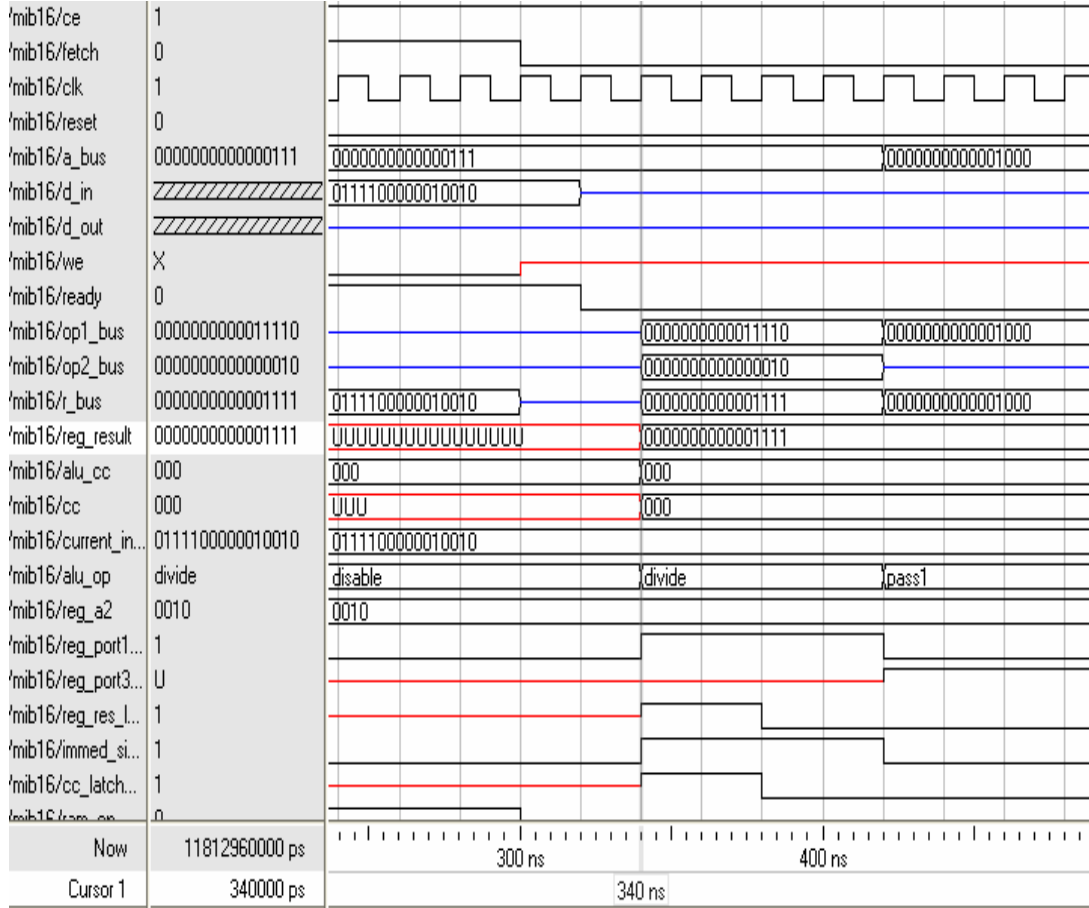 /mib16/ce 1
/mib16/fetch 0
/mib16/clk 1
/mib16/reset 0
/mib16/a_bus 0000000000000111 0000000000000111 0000000000001000
/mib16/d_in 0111100000010010
/mib16/d_out
/mib16/we X
/mib16/ready 0
/mib16/op1_bus 0000000000011110 0000000000011110 0000000000001000
/mib16/op2_bus 0000000000000010 0000000000000010
/mib16/r_bus 0000000000001111 0111100000010010 0000000000001111 0000000000001000
/mib16/reg_result 0000000000001111 UUUUUUUUUUUUUUUU 0000000000001111
/mib16/alu_cc 000 000 000
/mib16/cc 000 UUU 000
/mib16/current_in... 0111100000010010 0111100000010010
/mib16/alu_op divide disable divide pass1
/mib16/reg_a2 0010 0010
/mib16/reg_port1... 1
/mib16/reg_port3... U
/mib16/reg_res_l... 1
/mib16/immed_si... 1
/mib16/cc_latch... 1
Now 11812960000 ps 300 ns 400 ns
Cursor 1 340000 ps 340 ns